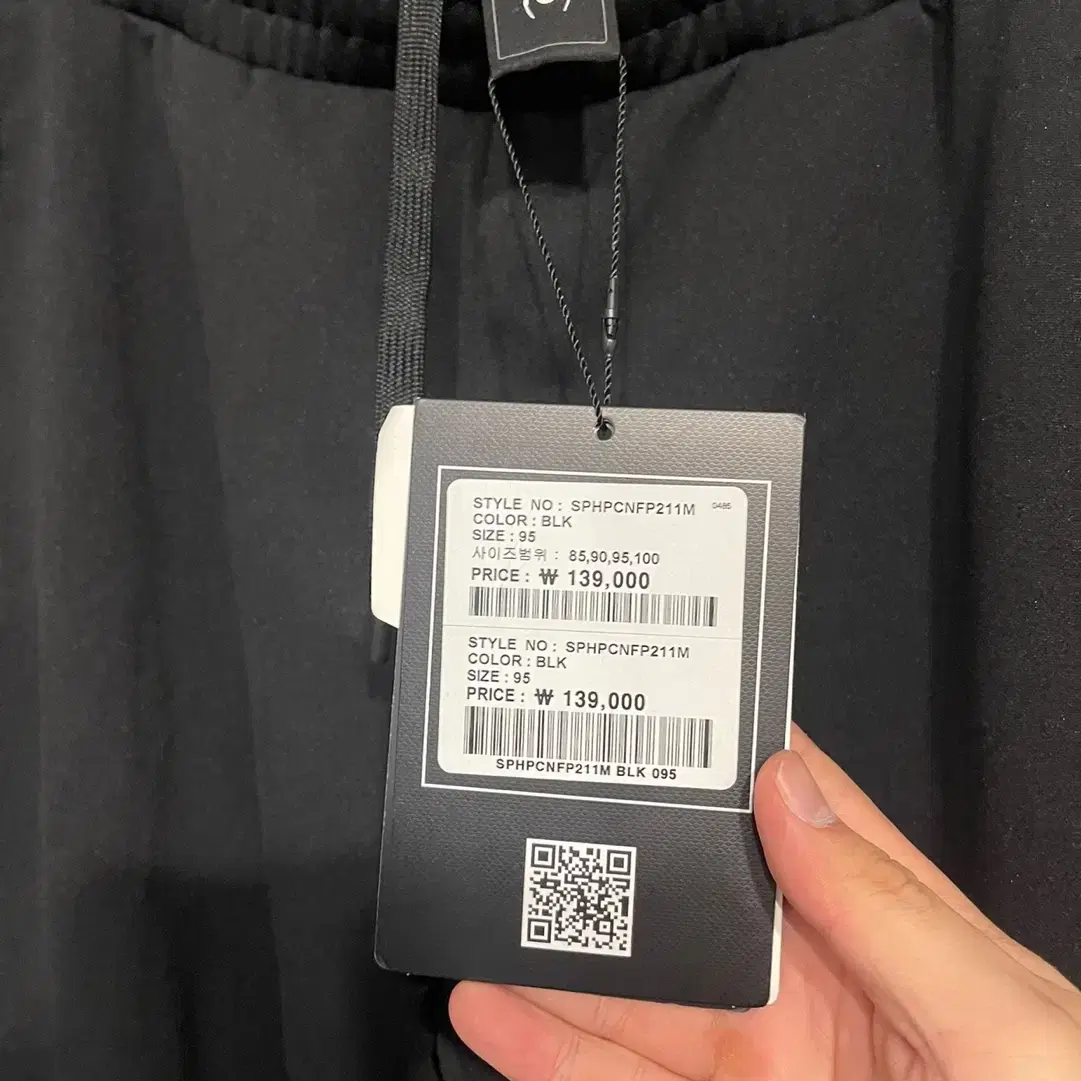 STYLE NO : SPHPCNFP211M 0485
COLOR : BLK
SIZE : 95
사이즈범위 : 85,90,95,100
PRICE : ₩ 139,000
STYLE NO : SPHPCNFP211M
COLOR : BLK
SIZE : 95
PRICE : ₩ 139,000
SPHPCNFP211M BLK 095